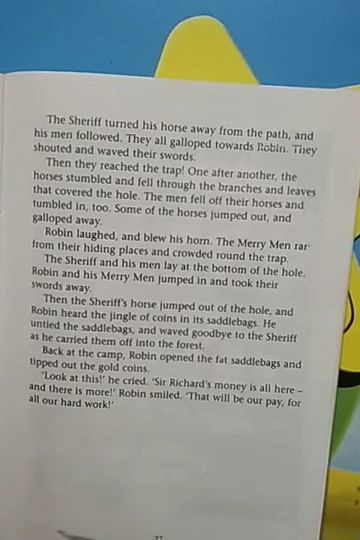 The Sheriff turned his horse away from the path, and
his men followed. They all galloped towards Robin. They
shouted and waved their swords.
Then they reached the trap! One after another, the
horses stumbled and fell through the branches and leaves
that covered the hole. The men fell off their horses and
tumbled in, too. Some of the horses jumped out, and
galloped away.
Robin laughed, and blew his horn. The Merry Men
from their hiding places and crowded round the trap.
The Sheriff and his men lay at the bottom of the hole.
Robin and his Merry Men jumped in and took their
swords away.
Then the Sheriff's horse jumped out of the hole, and
Robin heard the jingle of coins in its saddlebags. He
untied the saddlebags, and waved goodbye to the Sheriff
as he carried them off into the forest.
Back at the camp, Robin opened the fat saddlebags and
tipped out the gold coins.
'Look at this!' he cried. 'Sir Richard's money is all here –
and there is more!' Robin smiled. 'That will be our pay, for
all our hard work!'